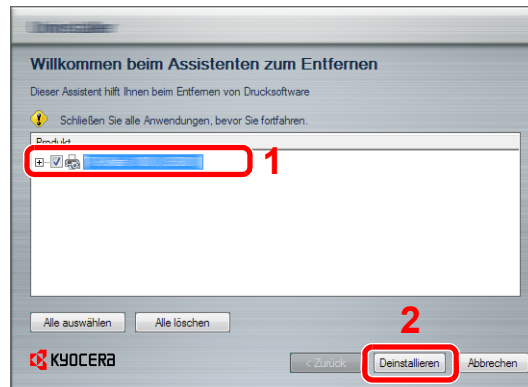 Willkommen beim Assistenten zum Entfernen
Dieser Assistent hilft Ihnen beim Entfernen von Drucksoftware
Schließen Sie alle Anwendungen, bevor Sie fortfahren.
Produkt
1
Alle auswählen Alle löschen
2
KYOCERA
< Zurück Deinstallieren Abbrechen